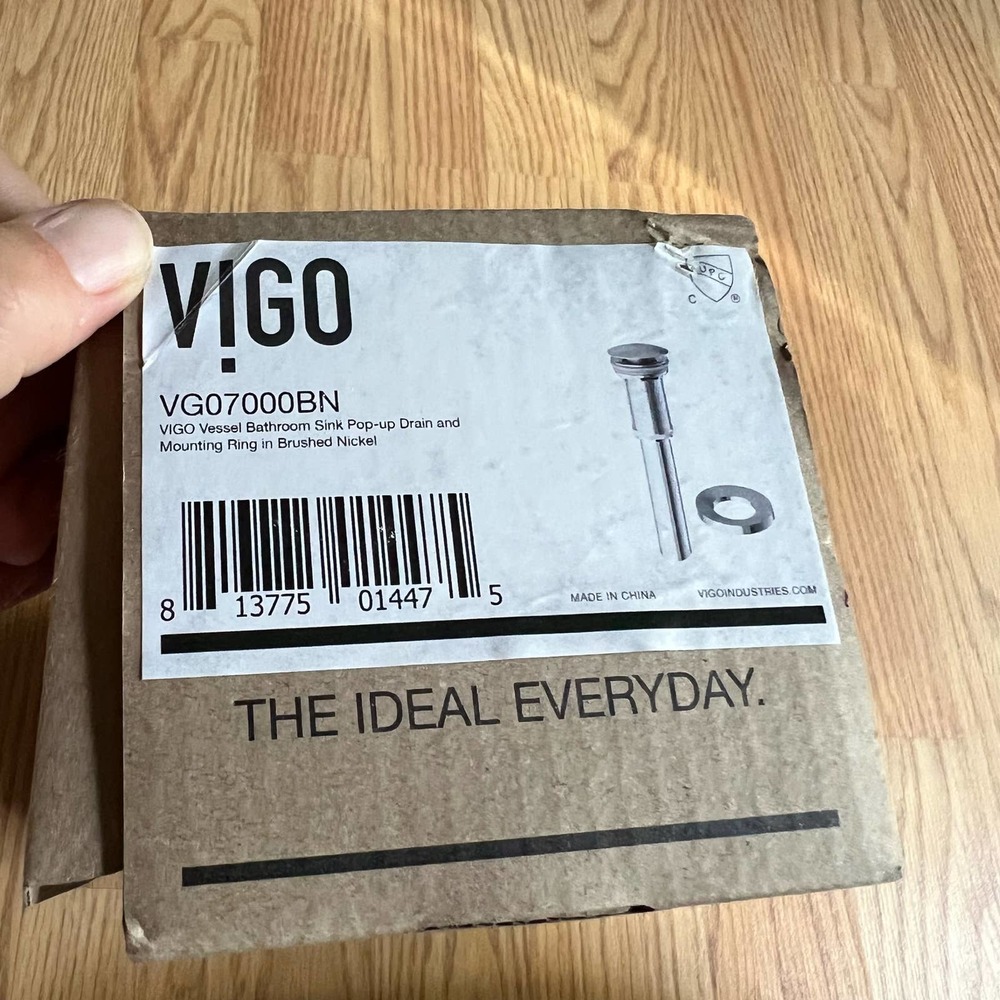 VIGO
UPC
C ®
VG07000BN
VIGO Vessel Bathroom Sink Pop-up Drain and
Mounting Ring in Brushed Nickel
8 13775 01447 5
MADE IN CHINA
VIGOINDUSTRIES.COM
THE IDEAL EVERYDAY.